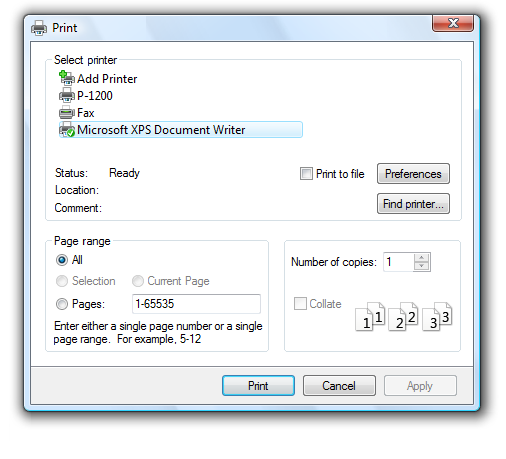 Print
Select printer
Add Printer
P-1200
Fax
Microsoft XPS Document Writer
Status: Ready
Print to file
Preferences
Location:
Comment:
Find printer...
Page range
All
Selection
Current Page
Pages: 1-65535
Enter either a single page number or a single
page range. For example, 5-12
Number of copies: 1
Collate
1 1 2 2 3 3
Print
Cancel
Apply